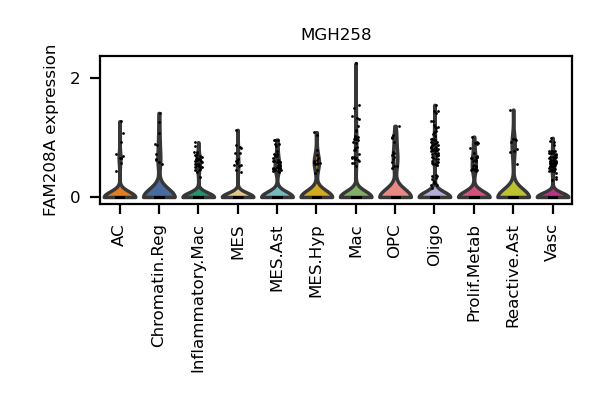 MGH258
FAM208A expression
2
0
AC
Chromatin.Reg
Inflammatory.Mac
MES
MES.Ast
MES.Hyp
Mac
OPC
Oligo
Prolif.Metab
Reactive.Ast
Vasc